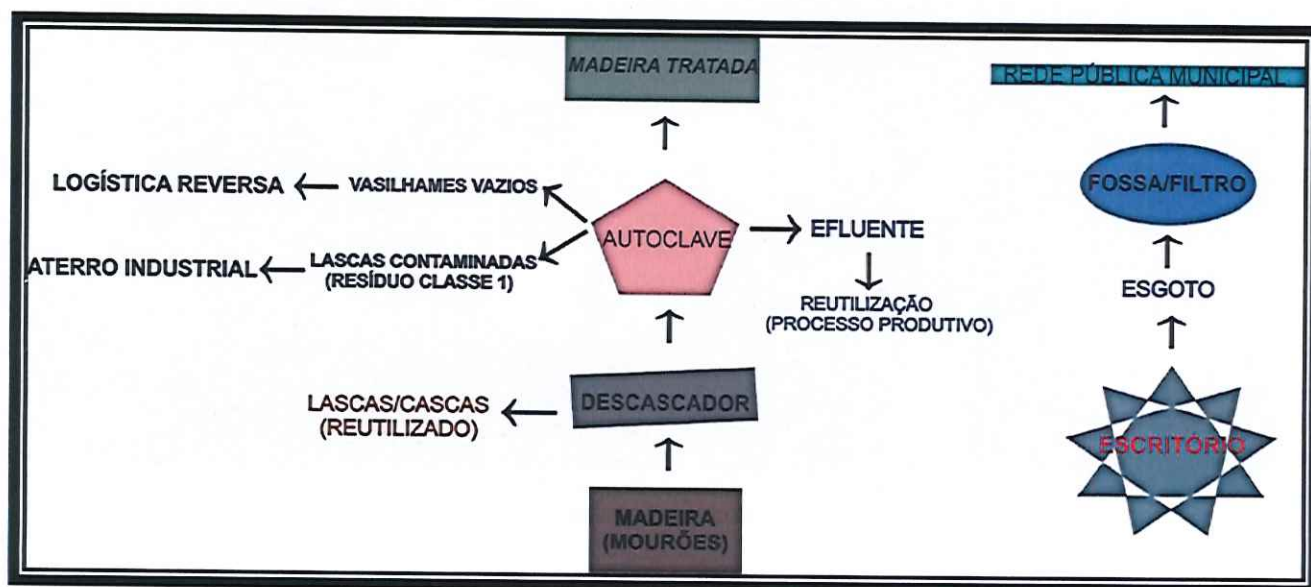 MADEIRA TRATADA
REDE PÚBLICA MUNICIPAL
LOGÍSTICA REVERSA
VASILHAMES VAZIOS
FOSSA/FILTRO
AUTOCLAVE
EFLUENTE
ATERRO INDUSTRIAL
LASCAS CONTAMINADAS
(RESÍDUO CLASSE 1)
ESGOTO
REUTILIZAÇÃO
(PROCESSO PRODUTIVO)
DESCASCADOR
LASCAS/CASCAS
(REUTILIZADO)
ESCRITÓRIO
MADEIRA
(MOURÕES)